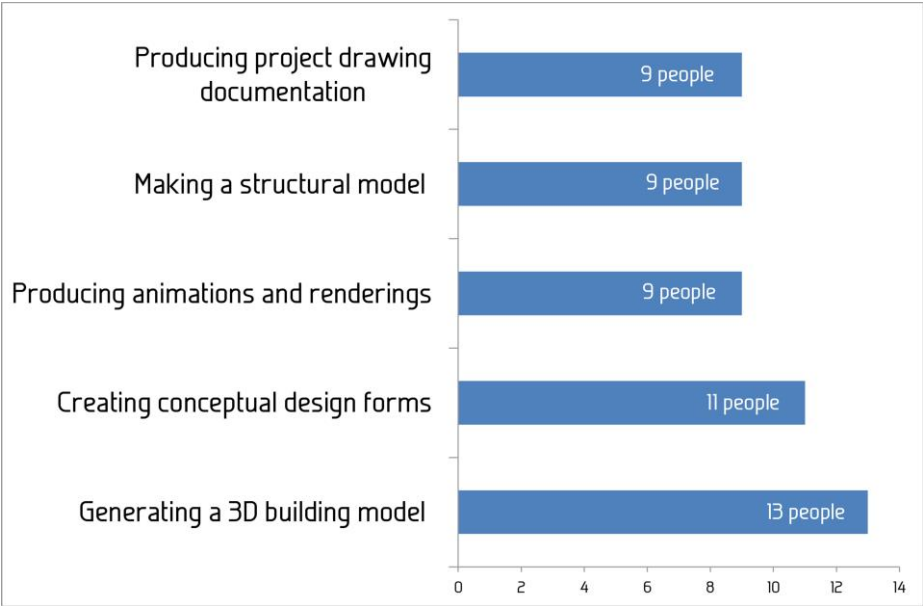 Producing project drawing
documentation
9 people
Making a structural model
9 people
Producing animations and renderings
9 people
Creating conceptual design forms
11 people
Generating a 3D building model
13 people
0 2 4 6 8 10 12 14